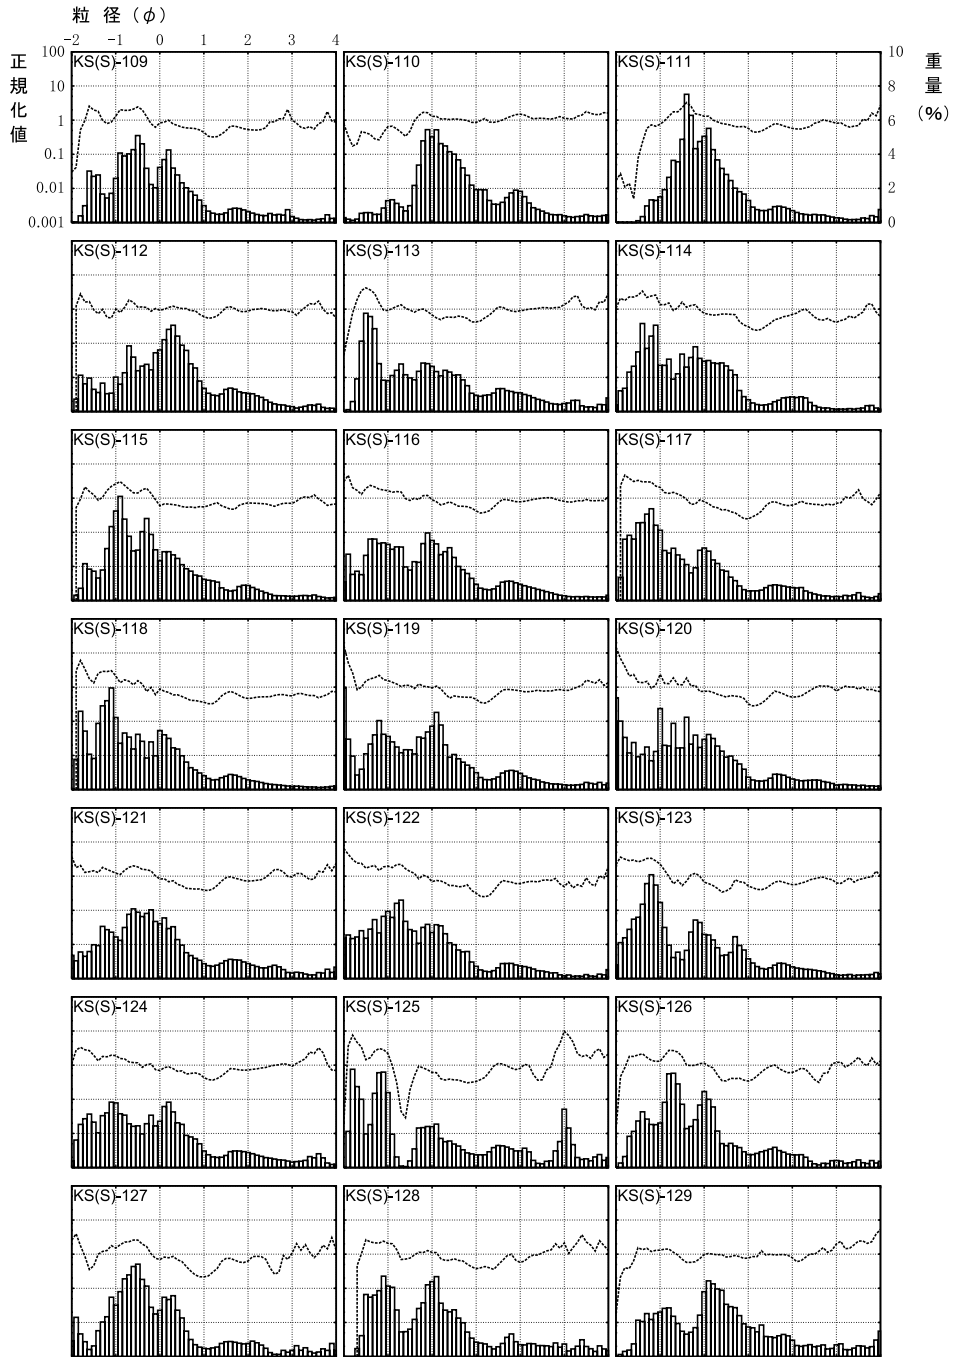 粒 径（φ）
-2 -1 0 1 2 3 4
正規化値
100
10
1
0.1
0.01
0.001
重量（%）
10
8
6
4
2
0
KS(S)-109
KS(S)-110
KS(S)-111
KS(S)-112
KS(S)-113
KS(S)-114
KS(S)-115
KS(S)-116
KS(S)-117
KS(S)-118
KS(S)-119
KS(S)-120
KS(S)-121
KS(S)-122
KS(S)-123
KS(S)-124
KS(S)-125
KS(S)-126
KS(S)-127
KS(S)-128
KS(S)-129